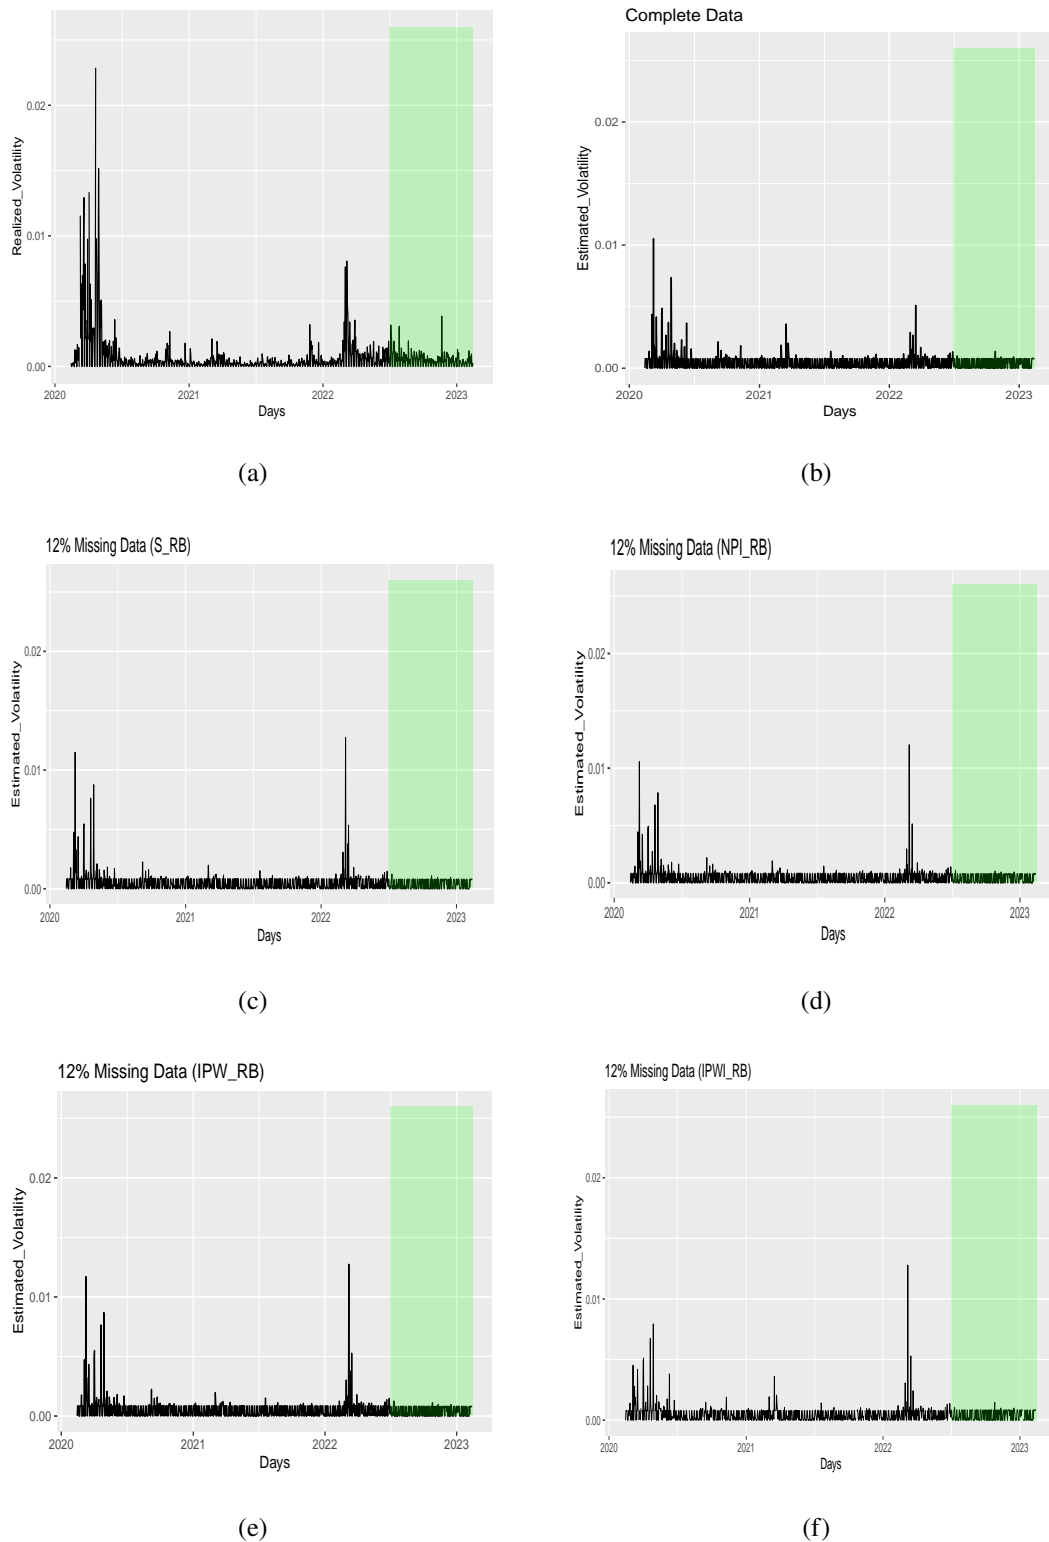 Realized_Volatility
0.02
0.01
0.00
2020 2021 2022 2023
Days
(a)
Complete Data
Estimated_Volatility
0.02
0.01
0.00
2020 2021 2022 2023
Days
(b)
12% Missing Data (S_RB)
Estimated_Volatility
0.02
0.01
0.00
2020 2021 2022 2023
Days
(c)
12% Missing Data (NPI_RB)
Estimated_Volatility
0.02
0.01
0.00
2020 2021 2022 2023
Days
(d)
12% Missing Data (IPW_RB)
Estimated_Volatility
0.02
0.01
0.00
2020 2021 2022 2023
Days
(e)
12% Missing Data (IPWI_RB)
Estimated_Volatility
0.02
0.01
0.00
2020 2021 2022 2023
Days
(f)